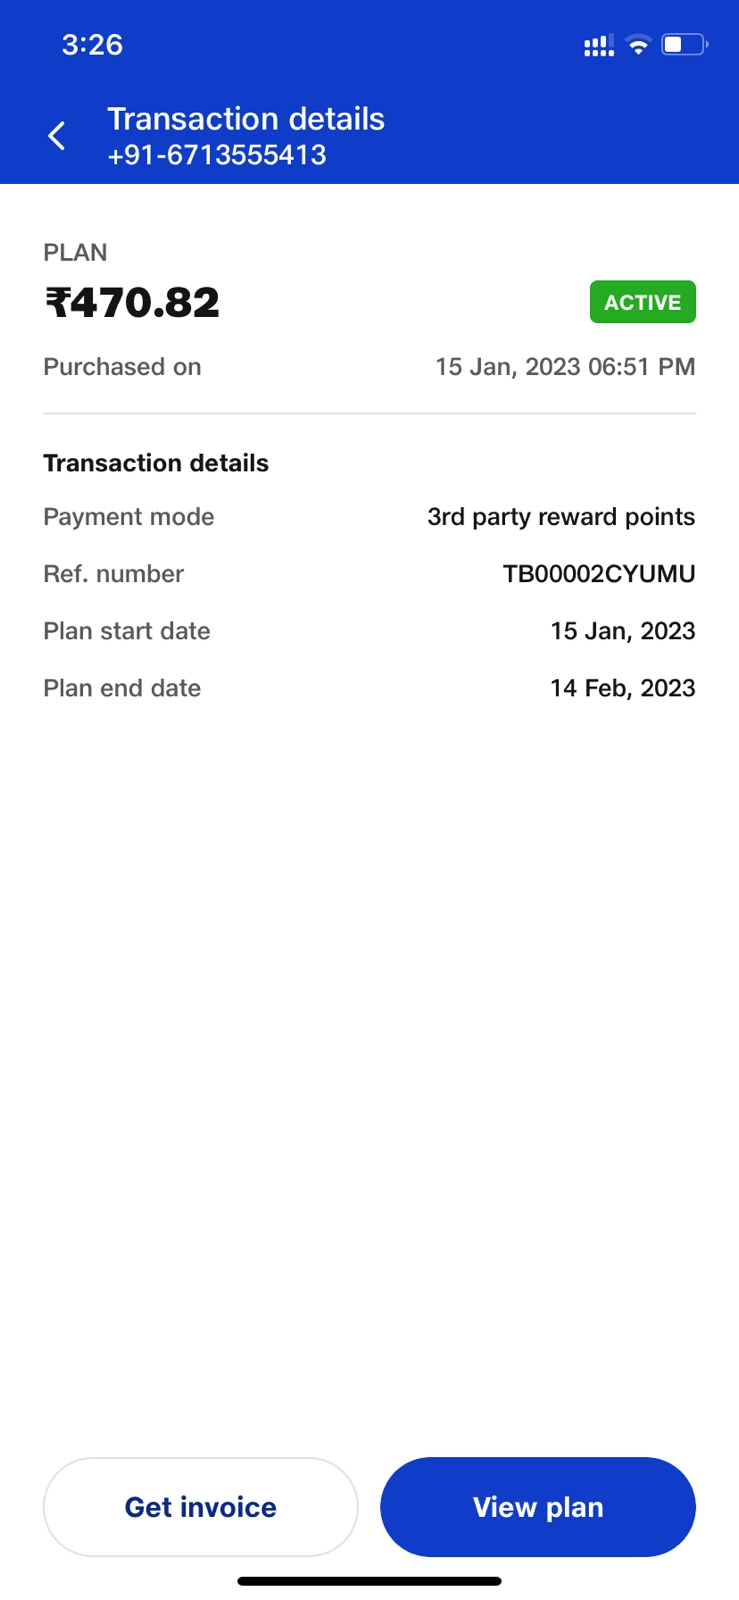 3:26
Transaction details
+91-6713555413
PLAN
₹470.82
ACTIVE
Purchased on 15 Jan, 2023 06:51 PM
Transaction details
Payment mode 3rd party reward points
Ref. number TB00002CYUMU
Plan start date 15 Jan, 2023
Plan end date 14 Feb, 2023
Get invoice View plan